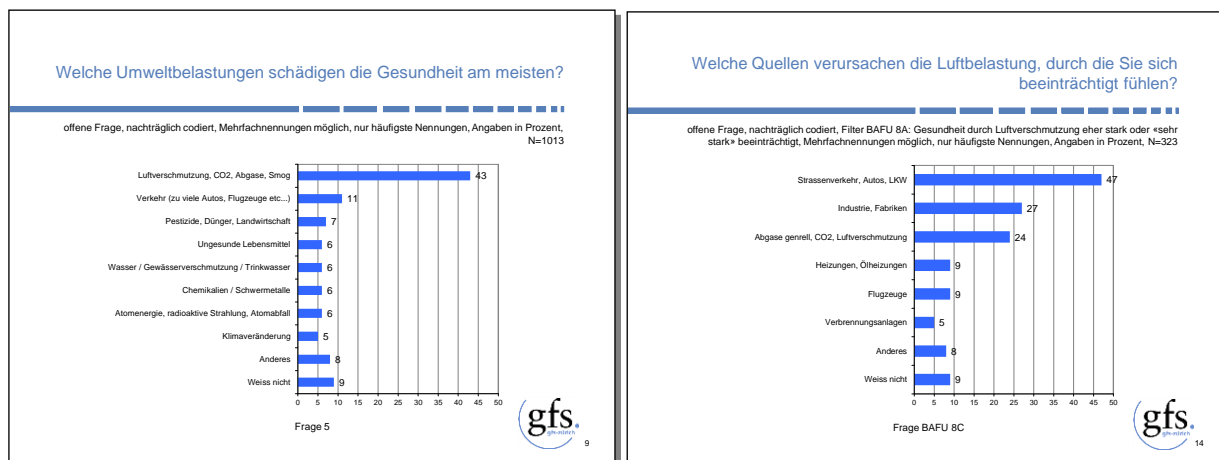 Welche Umweltbelastungen schädigen die Gesundheit am meisten?
offene Frage, nachträglich codiert, Mehrfachnennungen möglich, nur häufigste Nennungen, Angaben in Prozent,
N=1013
Luftverschmutzung, CO2, Abgase, Smog
43
Verkehr (zu viele Autos, Flugzeuge etc...)
11
Pestizide, Dünger, Landwirtschaft
7
Ungesunde Lebensmittel
6
Wasser / Gewässerverschmutzung / Trinkwasser
6
Chemikalien / Schwermetalle
6
Atomenergie, radioaktive Strahlung, Atomabfall
6
Klimaveränderung
5
Anderes
8
Weiss nicht
9
0 5 10 15 20 25 30 35 40 45 50
Frage 5
gfs.
9
Welche Quellen verursachen die Luftbelastung, durch die Sie sich
beeinträchtigt fühlen?
offene Frage, nachträglich codiert, Filter BAFU 8A: Gesundheit durch Luftverschmutzung eher stark oder «sehr
stark» beeinträchtigt, Mehrfachnennungen möglich, nur häufigste Nennungen, Angaben in Prozent, N=323
Strassenverkehr, Autos, LKW
47
Industrie, Fabriken
27
Abgase genrell, CO2, Luftverschmutzung
24
Heizungen, Ölheizungen
9
Flugzeuge
9
Verbrennungsanlagen
5
Anderes
8
Weiss nicht
9
0 5 10 15 20 25 30 35 40 45 50
Frage BAFU 8C
gfs.
14